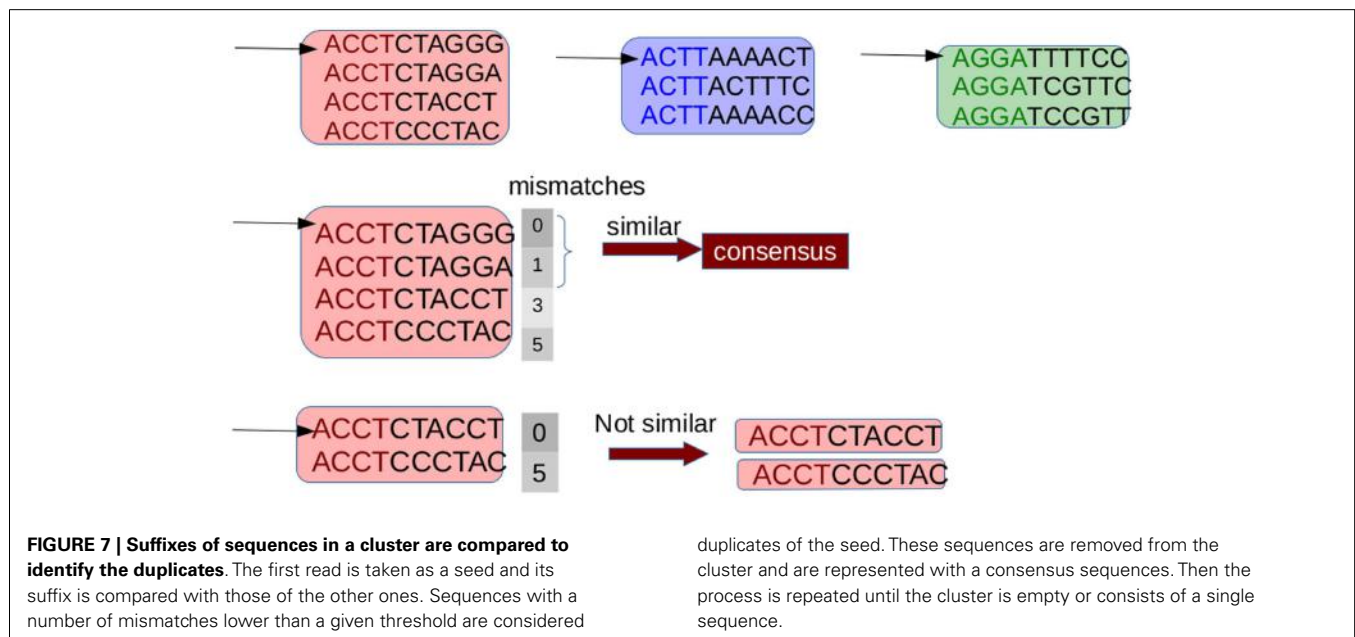 ACCTCTAGGG
ACCTCTAGGA
ACCTCTACCT
ACCTCCCTAC
ACTTAAAACT
ACTTACTTTC
ACTTAAAACC
AGGATTTTCC
AGGATCGTTC
AGGATCCGTT
mismatches
ACCTCTAGGG 0
ACCTCTAGGA 1
ACCTCTACCT 3
ACCTCCCTAC 5
similar
consensus
ACCTCTACCT 0
ACCTCCCTAC 5
Not similar
ACCTCTACCT
ACCTCCCTAC
FIGURE 7 | Suffixes of sequences in a cluster are compared to
identify the duplicates. The first read is taken as a seed and its
suffix is compared with those of the other ones. Sequences with a
number of mismatches lower than a given threshold are considered
duplicates of the seed. These sequences are removed from the
cluster and are represented with a consensus sequences. Then the
process is repeated until the cluster is empty or consists of a single
sequence.